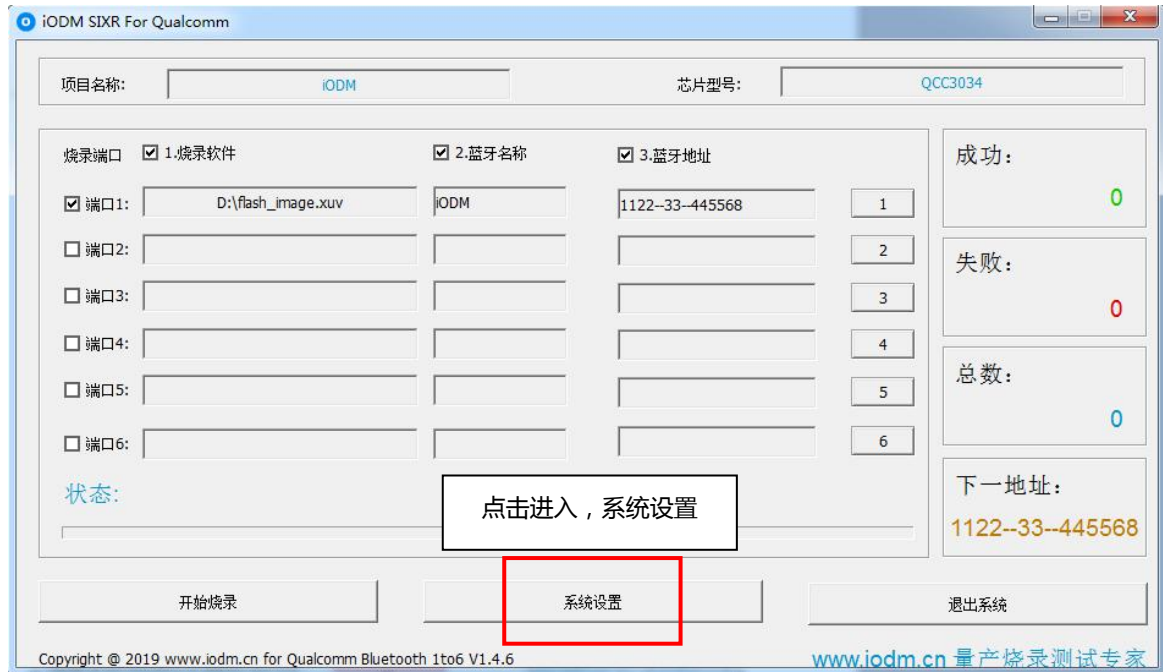 iODM SIXR For Qualcomm
项目名称: iODM 芯片型号: QCC3034
烧录端口 1.烧录软件 2.蓝牙名称 3.蓝牙地址
端口1: D:\flash_image.xuv iODM 1122--33--445568 1
端口2: 2
端口3: 3
端口4: 4
端口5: 5
端口6: 6
状态:
成功:
0
失败:
0
总数:
0
下一地址:
1122--33--445568
点击进入，系统设置
开始烧录 系统设置 退出系统
Copyright @ 2019 www.iodm.cn for Qualcomm Bluetooth 1to6 V1.4.6 www.iodm.cn 量产烧录测试专家